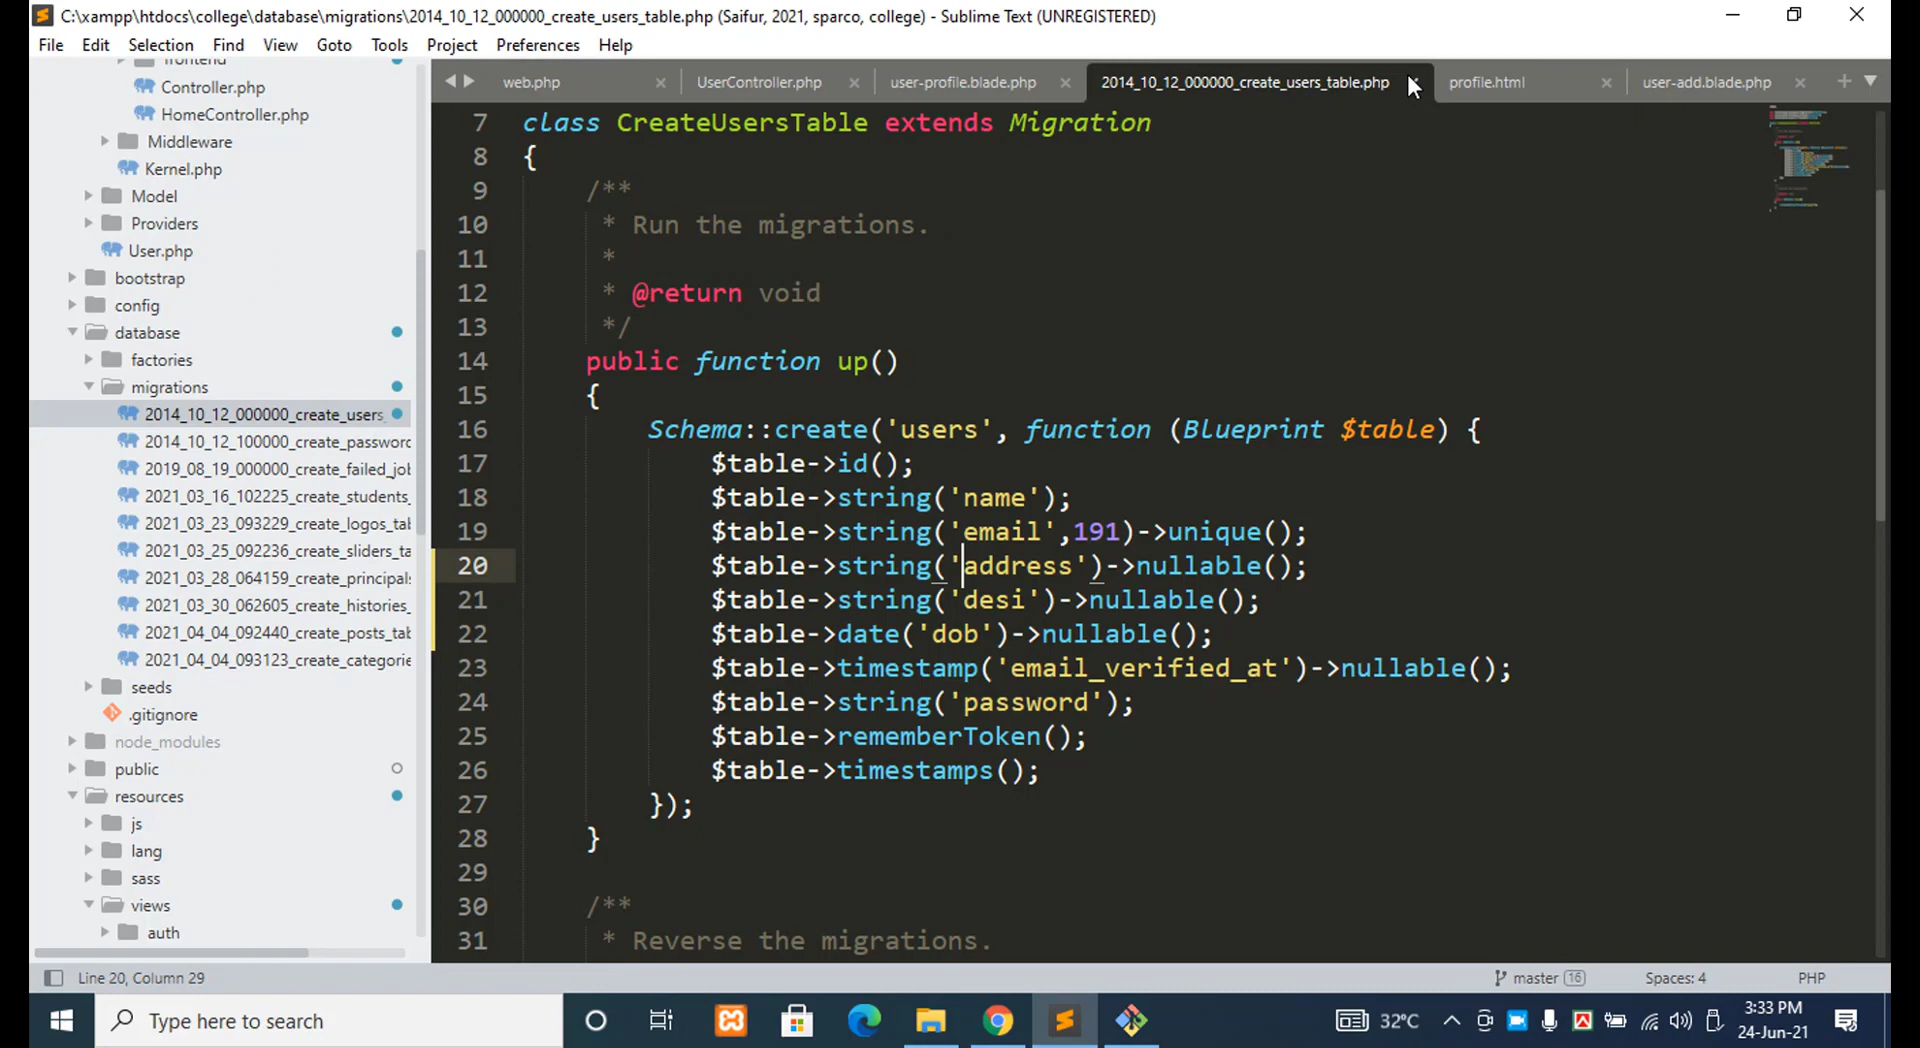 C:\xampp\htdocs\college\database\migrations\2014_10_12_000000_create_users_table.php (Saifur, 2021, sparco, college) - Sublime Text (UNREGISTERED)
File Edit Selection Find View Goto Tools Project Preferences Help
frontend
Controller.php
HomeController.php
Middleware
Kernel.php
Model
Providers
User.php
bootstrap
config
database
factories
migrations
2014_10_12_000000_create_users_
2014_10_12_100000_create_password
2019_08_19_000000_create_failed_jo
2021_03_16_102225_create_students_
2021_03_23_093229_create_logos_tal
2021_03_25_092236_create_sliders_ta
2021_03_28_064159_create_principals
2021_03_30_062605_create_histories_
2021_04_04_092440_create_posts_tab
2021_04_04_093123_create_categorie
seeds
.gitignore
node_modules
public
resources
js
lang
sass
views
auth
web.php UserController.php user-profile.blade.php 2014_10_12_000000_create_users_table.php profile.html user-add.blade.php
7 class CreateUsersTable extends Migration
8 {
9 /**
10 * Run the migrations.
11 *
12 * @return void
13 */
14 public function up()
15 {
16 Schema::create('users', function (Blueprint $table) {
17 $table->id();
18 $table->string('name');
19 $table->string('email',191)->unique();
20 $table->string('address')->nullable();
21 $table->string('desi')->nullable();
22 $table->date('dob')->nullable();
23 $table->timestamp('email_verified_at')->nullable();
24 $table->string('password');
25 $table->rememberToken();
26 $table->timestamps();
27 });
28 }
29
30 /**
31 * Reverse the migrations.
Line 20, Column 29 master 16 Spaces: 4 PHP
Type here to search 32°C 3:33 PM
24-Jun-21